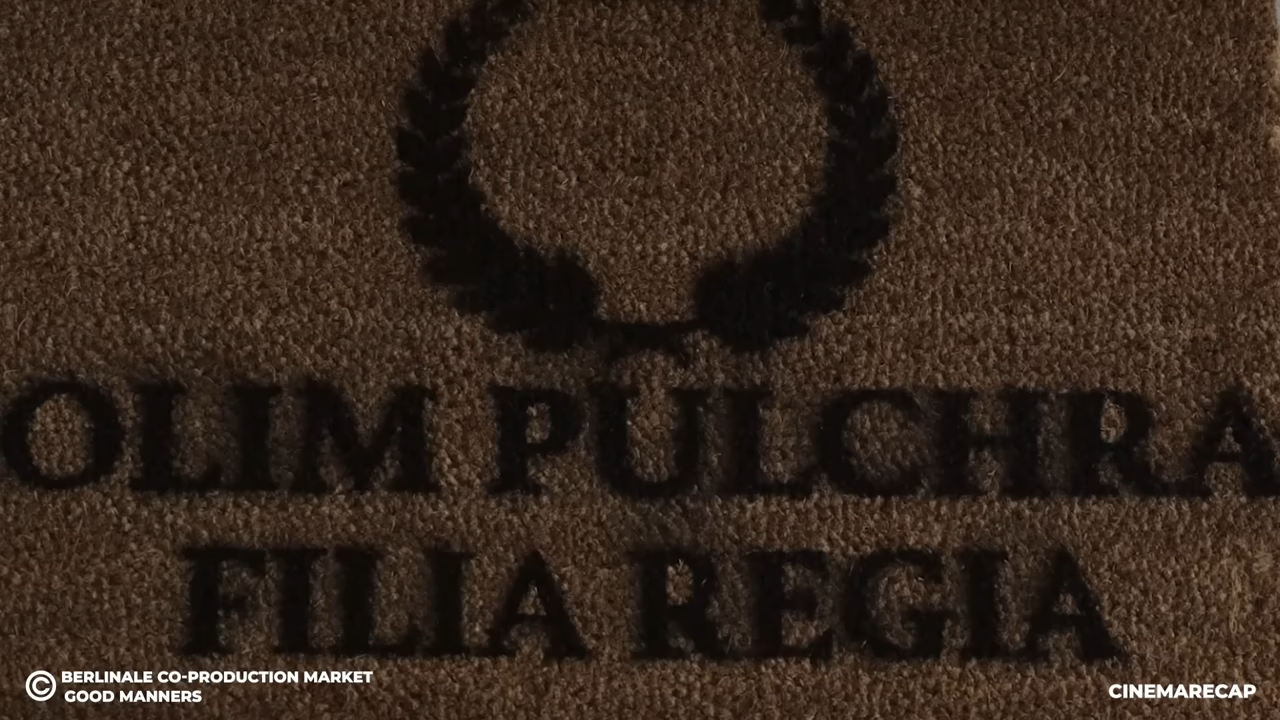 OLIM PULCHRA
FILIA REGIA
© BERLINALE CO-PRODUCTION MARKET
GOOD MANNERS
CINEMARECAP